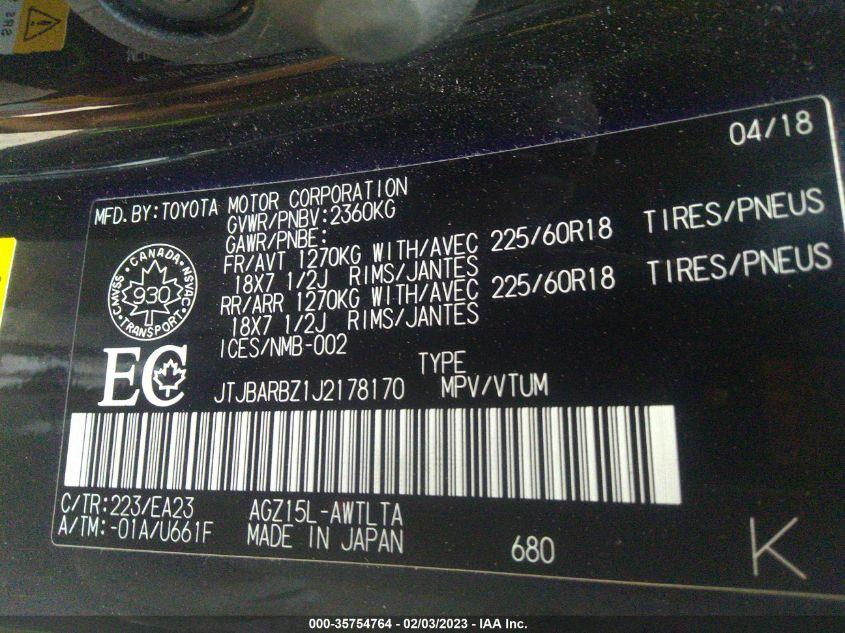 SRS
04/18
MFD. BY: TOYOTA MOTOR CORPORATION
GVWR/PNBV: 2360KG
GAWR/PNBE:
FR/AVT 1270KG WITH/AVEC 225/60R18 TIRES/PNEUS
18X7 1/2J RIMS/JANTES
RR/ARR 1270KG WITH/AVEC 225/60R18 TIRES/PNEUS
18X7 1/2J RIMS/JANTES
ICES/NMB-002
CANADA
CMVSS 930 NSVAC
TRANSPORT
EC
TYPE
JTJBARBZ1J2178170 MPV/VTUM
C/TR: 223/EA23 AGZ15L-AWTLTA
A/TM: -01A/U661F MADE IN JAPAN 680
K
000-35754764 - 02/03/2023 - IAA Inc.